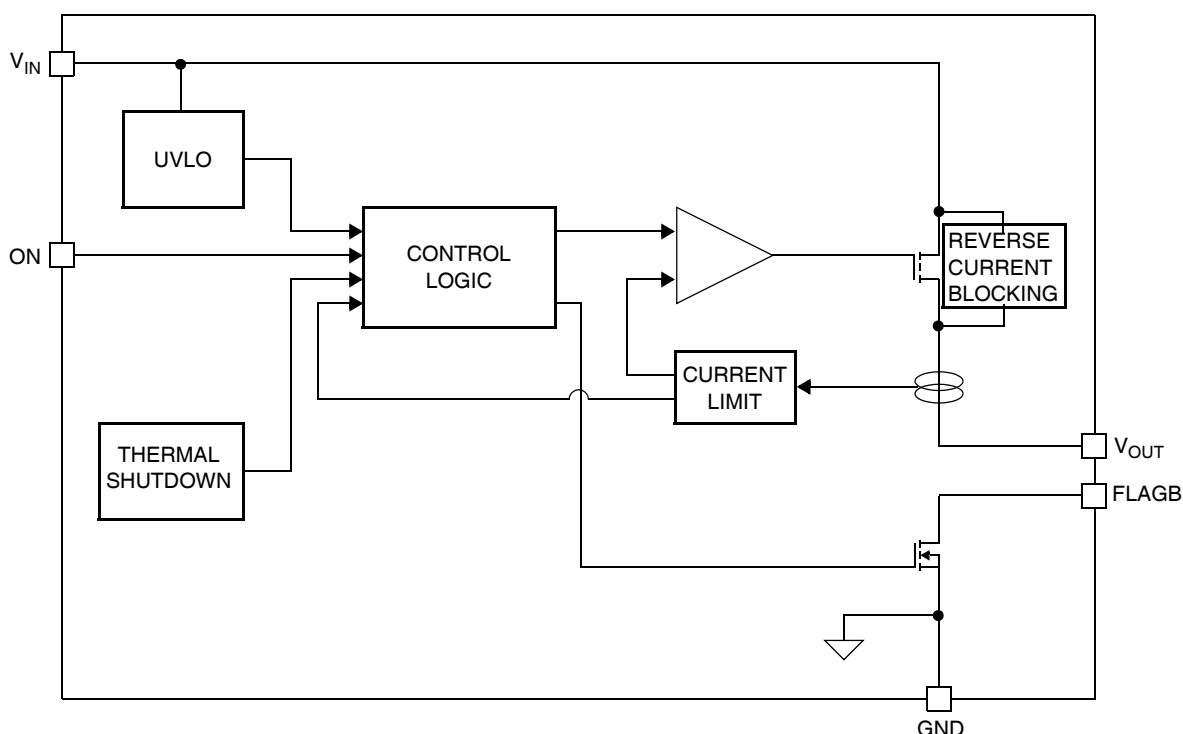 VIN
UVLO
ON
CONTROL
LOGIC
REVERSE
CURRENT
BLOCKING
CURRENT
LIMIT
THERMAL
SHUTDOWN
VOUT
FLAGB
GND